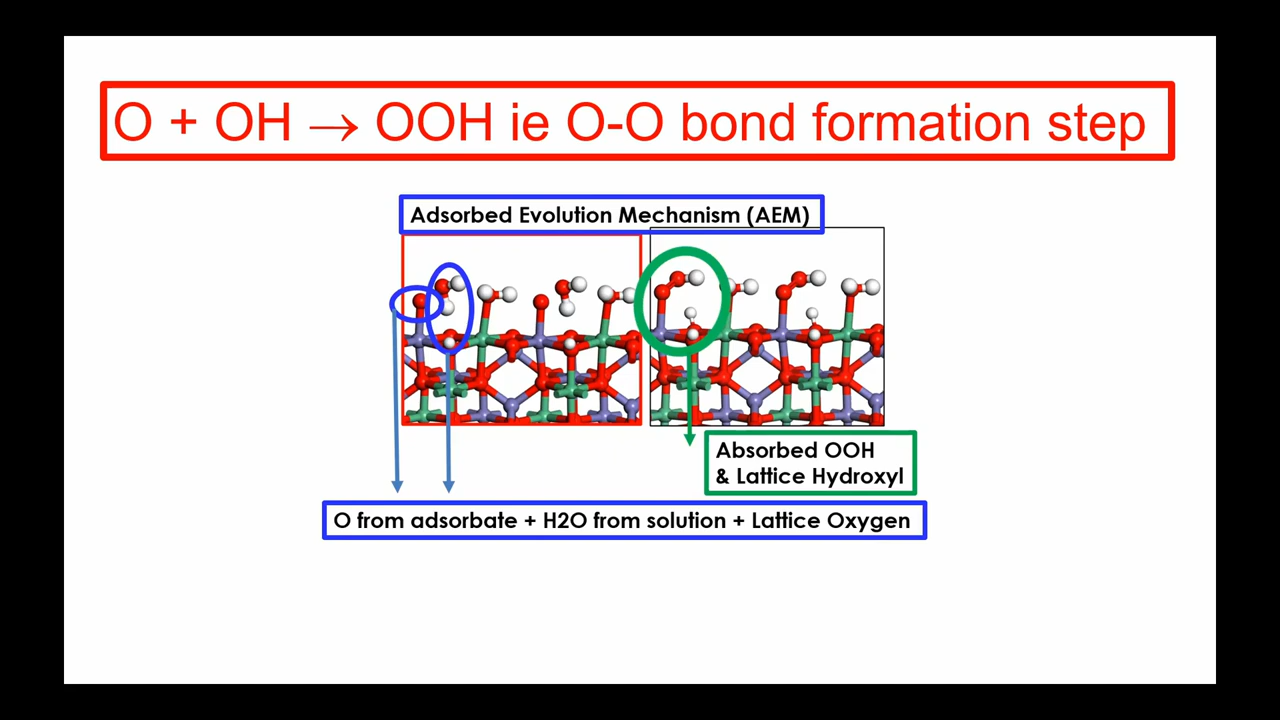 O + OH → OOH ie O-O bond formation step
Adsorbed Evolution Mechanism (AEM)
Absorbed OOH
& Lattice Hydroxyl
O from adsorbate + H2O from solution + Lattice Oxygen